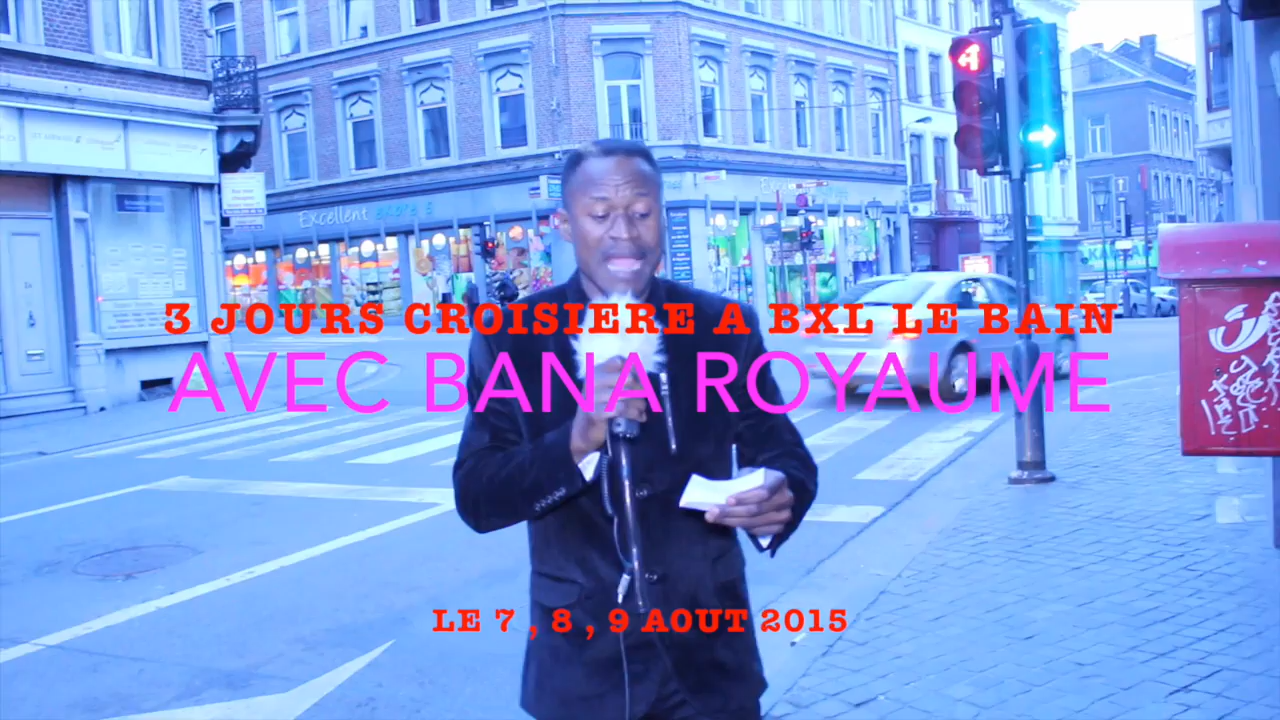 Excellent
3 JOURS CROISIERE A BXL LE BAIN
AVEC BANA ROYAUME
LE 7 , 8 , 9 AOUT 2015